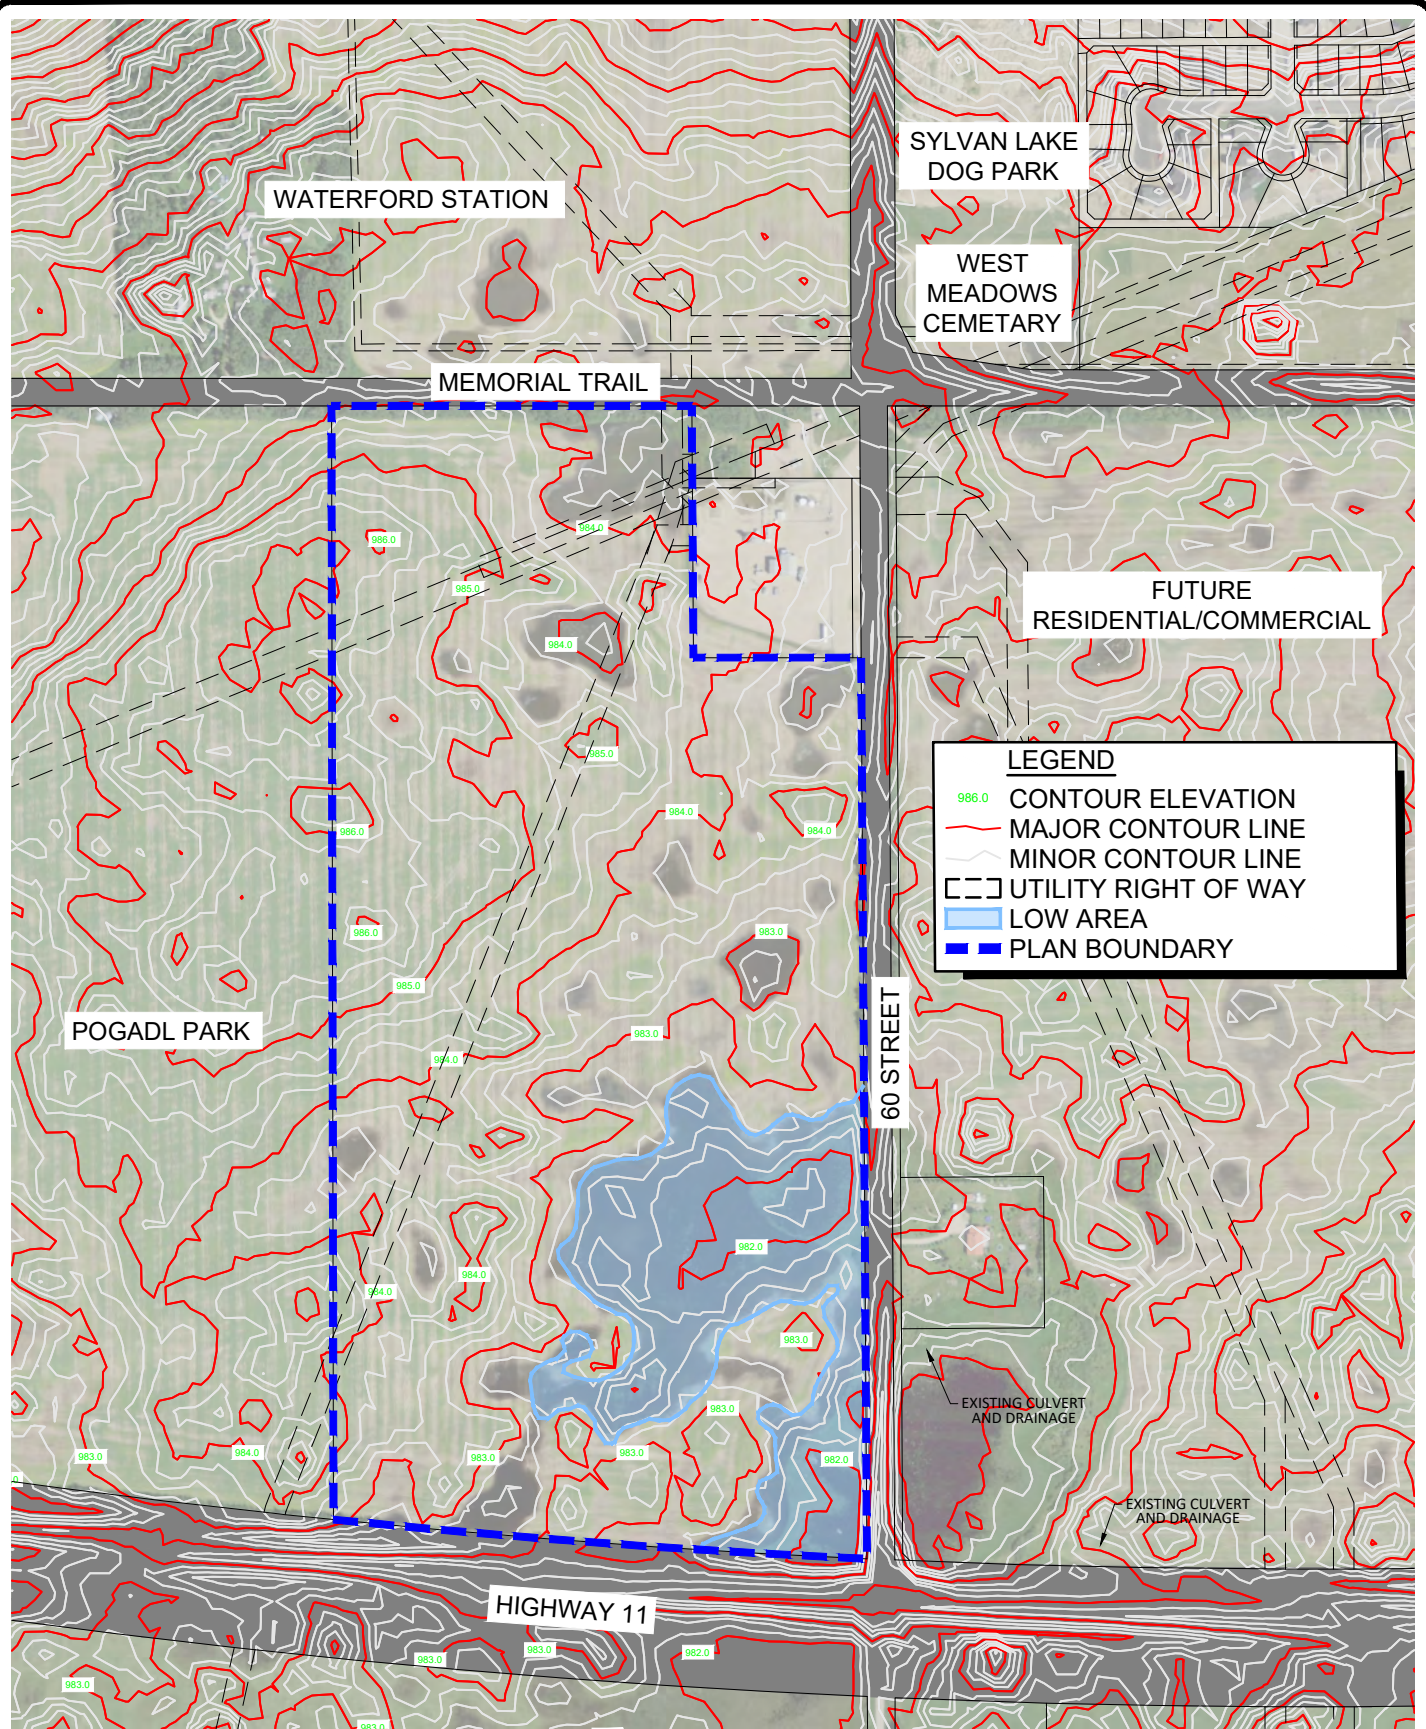 SYLVAN LAKE
DOG PARK
WATERFORD STATION
WEST
MEADOWS
CEMETARY
MEMORIAL TRAIL
984.0
986.0
985.0
FUTURE
RESIDENTIAL/COMMERCIAL
984.0
985.0
LEGEND
986.0 CONTOUR ELEVATION
MAJOR CONTOUR LINE
MINOR CONTOUR LINE
UTILITY RIGHT OF WAY
LOW AREA
PLAN BOUNDARY
984.0
984.0
986.0
986.0
983.0
985.0
POGADL PARK
983.0
60 STREET
984.0
982.0
984.0
984.0
983.0
EXISTING CULVERT
AND DRAINAGE
983.0
983.0
984.0
983.0
983.0
982.0
EXISTING CULVERT
AND DRAINAGE
HIGHWAY 11
983.0
983.0
982.0
983.0
983.0